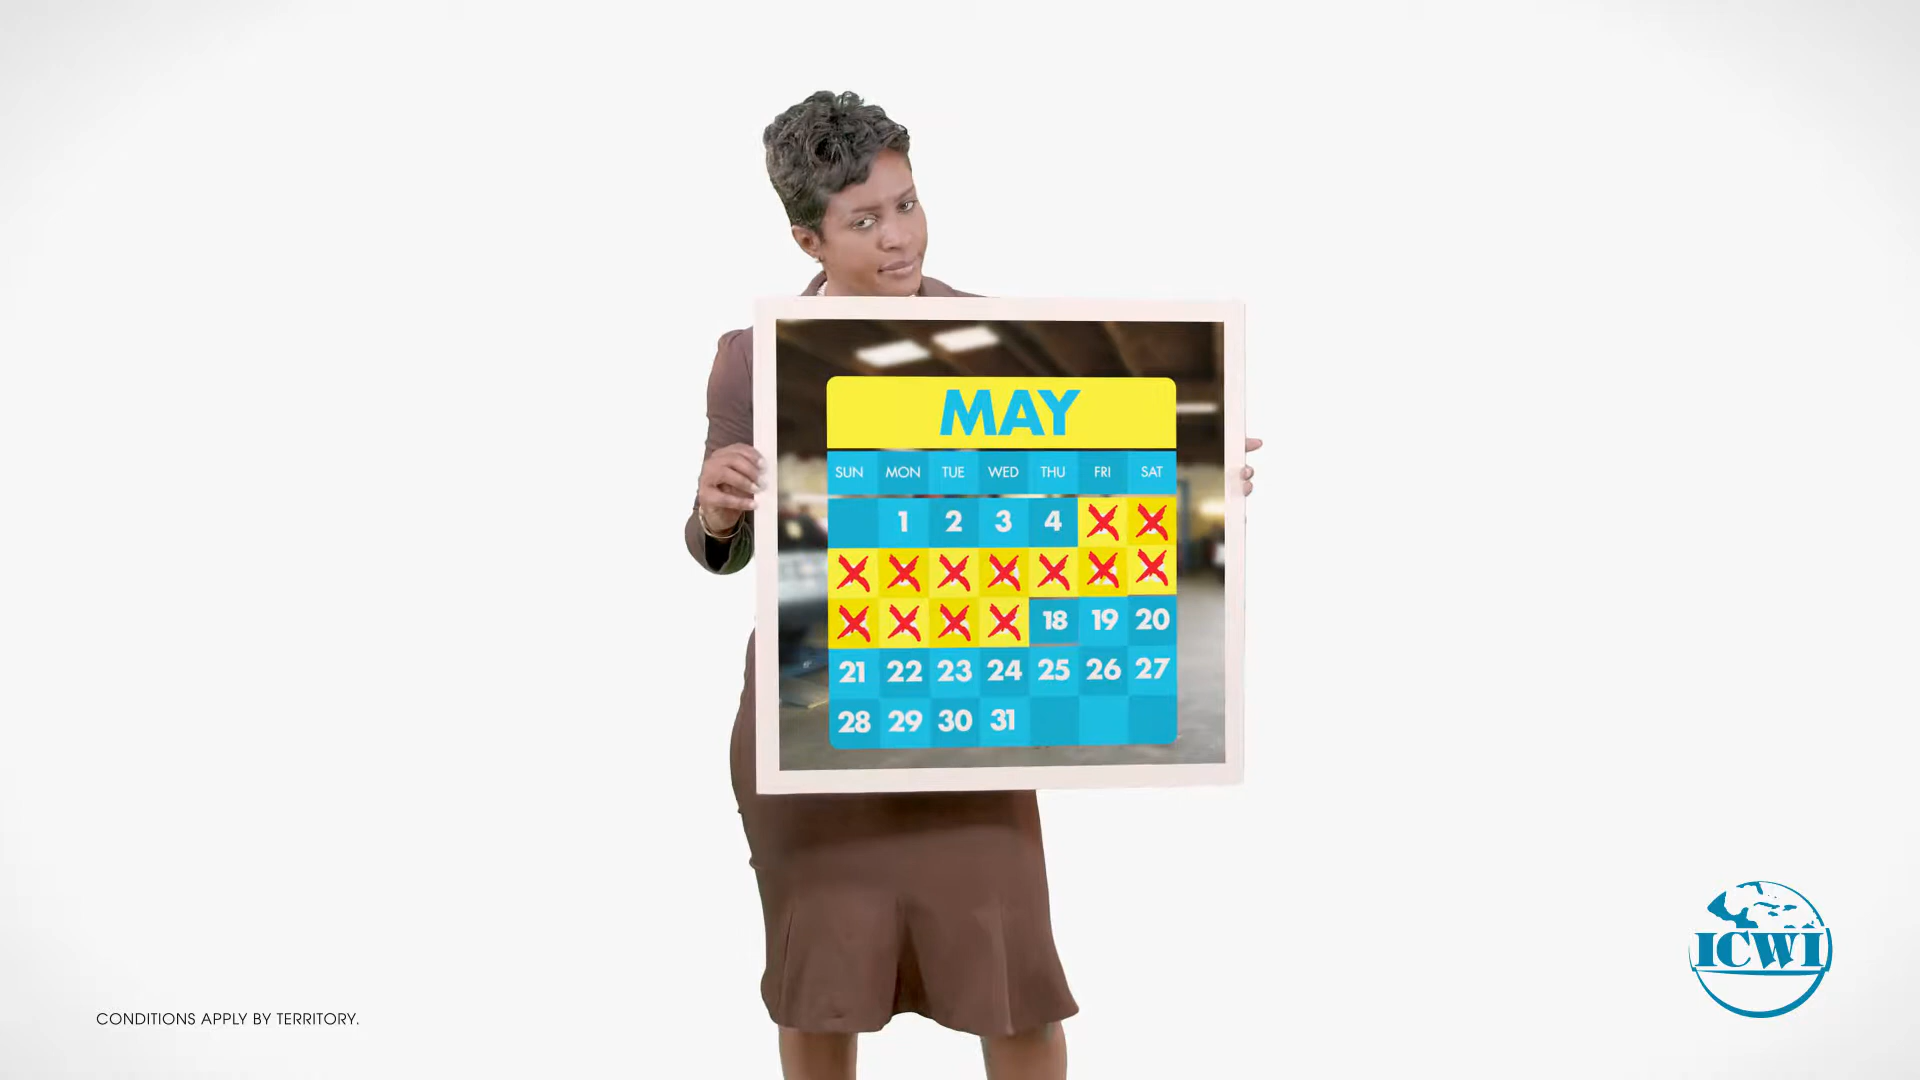 MAY
SUN MON TUE WED THU FRI SAT
1 2 3 4
18 19 20
21 22 23 24 25 26 27
28 29 30 31
ICWI
CONDITIONS APPLY BY TERRITORY.